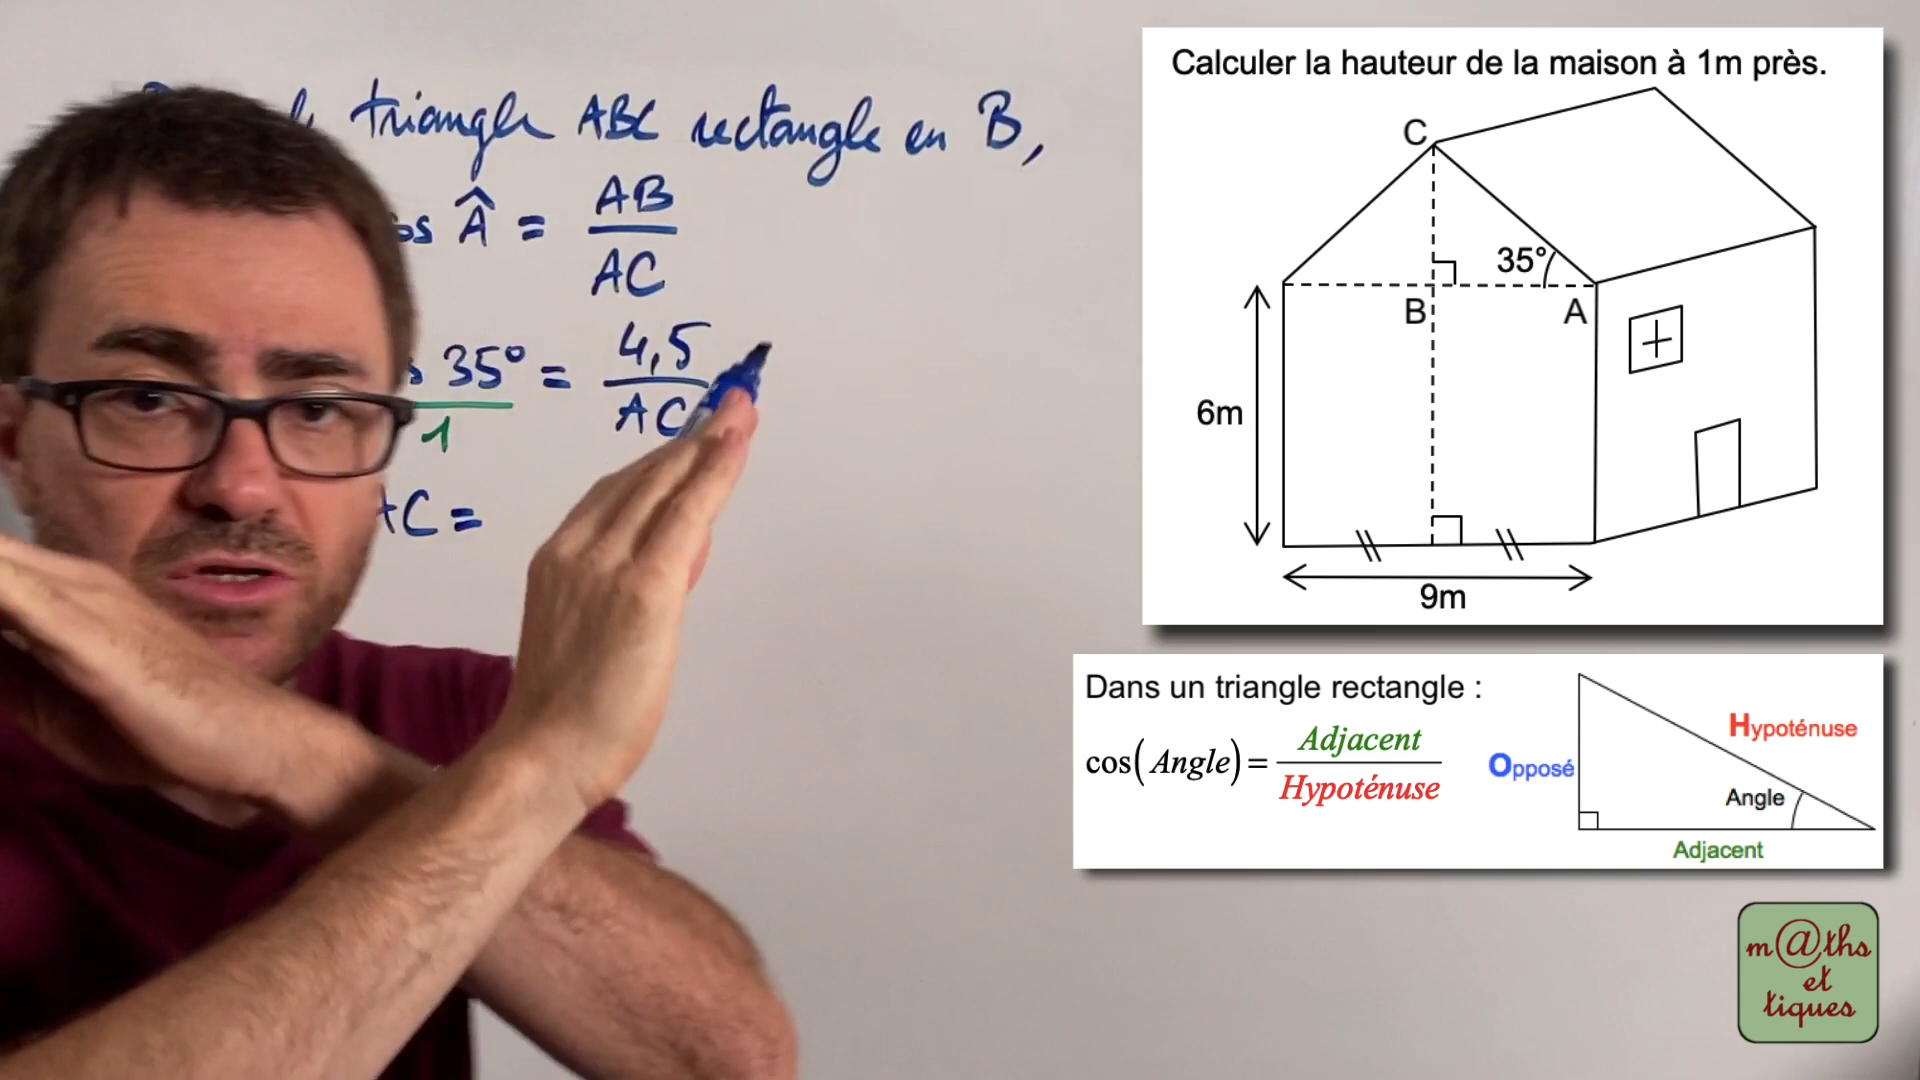 triangle ABC rectangle en B,
Â = AB
AC
35° = 4,5
1 AC
AC =
Calculer la hauteur de la maison à 1m près.
C
35°
B A
6m
9m
Dans un triangle rectangle :
cos(Angle) = Adjacent
Hypoténuse
Hypoténuse
Opposé
Angle
Adjacent
m@ths
et
tiques